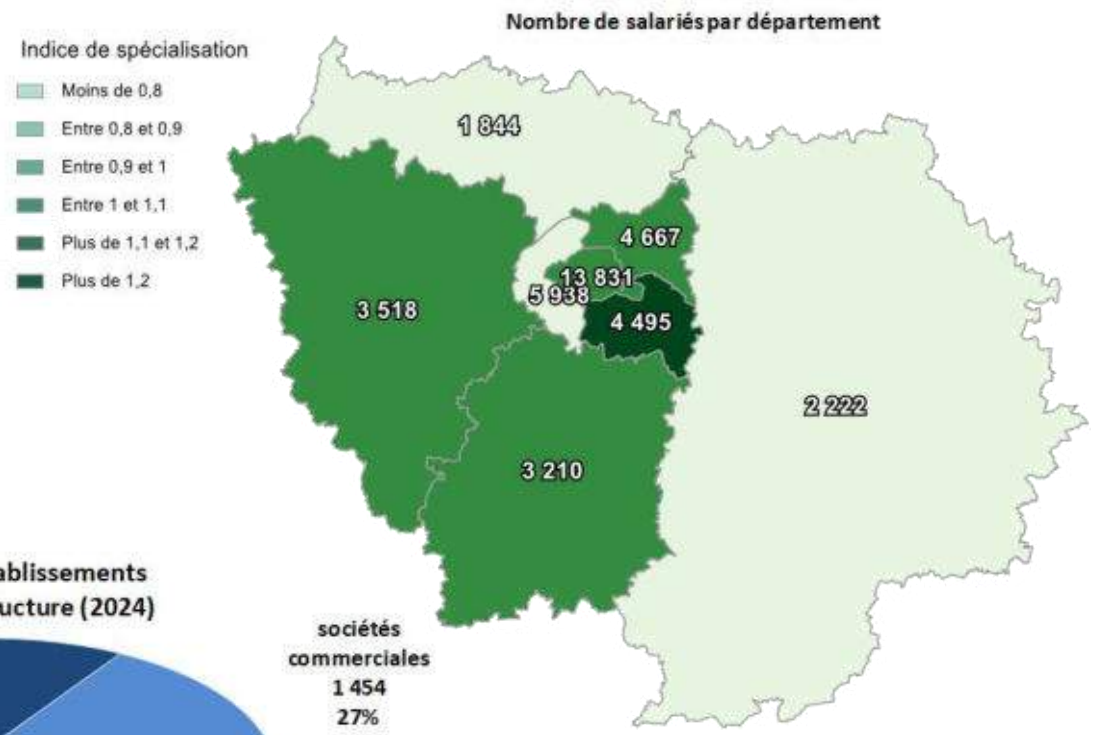 Nombre de salariés par département
Indice de spécialisation
Moins de 0,8
Entre 0,8 et 0,9
Entre 0,9 et 1
Entre 1 et 1,1
Plus de 1,1 et 1,2
Plus de 1,2
1 844
4 667
13 831
5 938
4 495
3 518
2 222
3 210
ablissements
ucture (2024)
sociétés
commerciales
1 454
27%